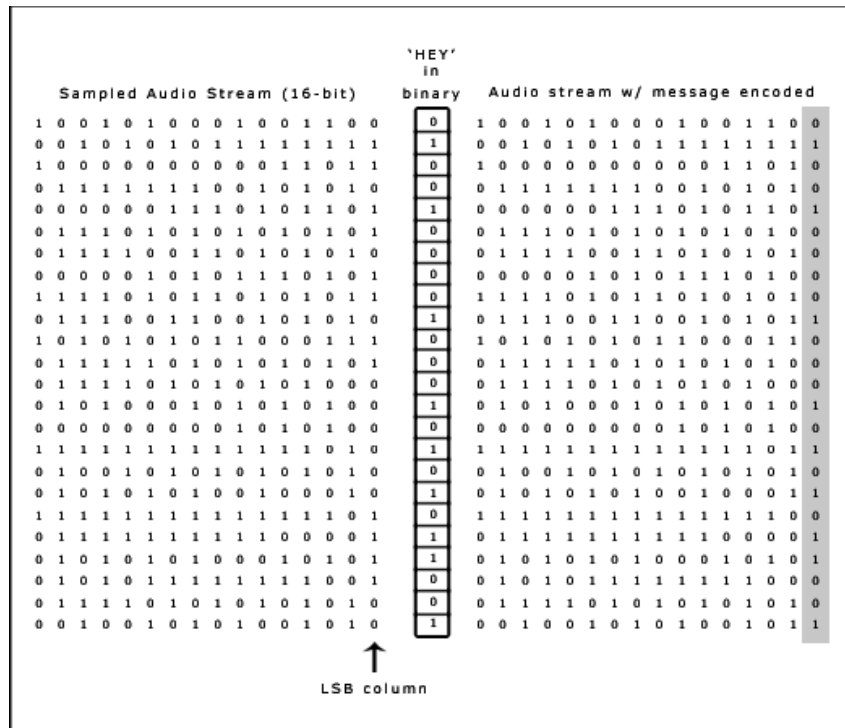 'HEY'
in
Sampled Audio Stream (16-bit) binary Audio stream w/ message encoded
1 0 0 1 0 1 0 0 0 1 0 0 1 1 0 0 0 1 0 0 1 0 1 0 0 0 1 0 0 1 1 0 0
0 0 1 0 1 0 1 1 1 1 1 1 1 1 1 1 1 0 0 1 0 1 0 1 1 1 1 1 1 1 1 1 1
1 0 0 0 0 0 0 0 0 0 0 1 1 0 1 1 0 1 0 0 0 0 0 0 0 0 0 0 1 1 0 1 0
0 1 1 1 1 1 1 1 0 0 1 0 1 0 1 0 0 0 1 1 1 1 1 1 1 0 0 1 0 1 0 1 0
0 0 0 0 0 0 1 1 1 0 1 0 1 1 0 1 1 0 0 0 0 0 0 1 1 1 0 1 0 1 1 0 1
0 1 1 1 0 1 0 1 0 0 1 0 1 0 1 1 0 0 1 1 1 0 1 0 1 0 0 1 0 1 0 1 0
0 1 1 1 1 0 0 1 1 0 1 0 1 0 1 0 0 0 1 1 1 1 0 0 1 1 0 1 0 1 0 1 0
0 0 0 0 0 1 0 1 0 1 1 1 0 1 0 1 0 0 0 0 0 0 1 0 1 0 1 1 1 0 1 0 0
1 1 1 1 0 1 0 1 1 0 1 0 1 0 1 1 0 1 1 1 1 0 1 0 1 1 0 1 0 1 0 1 0
0 1 1 1 0 0 1 1 0 0 1 0 1 0 1 0 1 0 1 1 1 0 0 1 1 0 0 1 0 1 0 1 1
1 0 1 0 1 0 1 0 1 1 0 0 0 1 0 1 0 1 0 1 0 1 0 1 0 1 1 0 0 0 1 0 0
0 1 1 1 1 1 0 1 0 1 0 1 0 1 0 1 0 0 1 1 1 1 1 0 1 0 1 0 1 0 1 0 0
0 1 1 1 1 0 1 0 1 0 1 0 1 0 0 0 0 0 1 1 1 1 0 1 0 1 0 1 0 1 0 0 0
0 1 0 1 0 0 0 1 0 1 0 1 0 1 0 0 1 0 1 0 1 0 0 0 1 0 1 0 1 0 1 0 1
0 0 0 0 0 0 0 0 0 0 0 0 0 0 0 0 0 0 0 0 0 0 0 0 0 0 0 0 0 0 0 0 0
1 1 1 1 1 1 1 1 1 1 1 1 1 0 1 0 1 1 1 1 1 1 1 1 1 1 1 1 1 1 0 1 1
0 1 0 0 1 0 1 0 1 0 1 0 1 0 1 0 0 0 1 0 0 1 0 1 0 1 0 1 0 1 0 1 0
0 1 0 1 0 1 0 1 0 0 1 0 0 0 1 0 1 0 1 0 1 0 1 0 1 0 0 1 0 0 0 1 1
1 1 1 1 1 1 1 1 1 1 1 1 1 1 0 1 0 1 1 1 1 1 1 1 1 1 1 1 1 1 1 0 0
0 1 1 1 1 1 1 1 1 1 1 0 0 0 0 1 1 0 1 1 1 1 1 1 1 1 1 1 0 0 0 0 1
0 1 0 1 0 1 0 1 0 0 0 1 0 1 0 1 1 0 1 0 1 0 1 0 1 0 0 0 1 0 1 0 1
0 1 0 1 0 1 1 1 1 1 1 1 1 0 0 1 0 0 1 0 1 0 1 1 1 1 1 1 1 1 0 0 0
0 1 1 1 1 0 1 0 1 0 1 0 1 0 1 0 0 0 1 1 1 1 0 1 0 1 0 1 0 1 0 1 0
0 0 1 0 0 1 0 1 0 1 0 0 1 0 1 0 1 0 0 1 0 0 1 0 1 0 1 0 0 1 0 1 1
LSB column